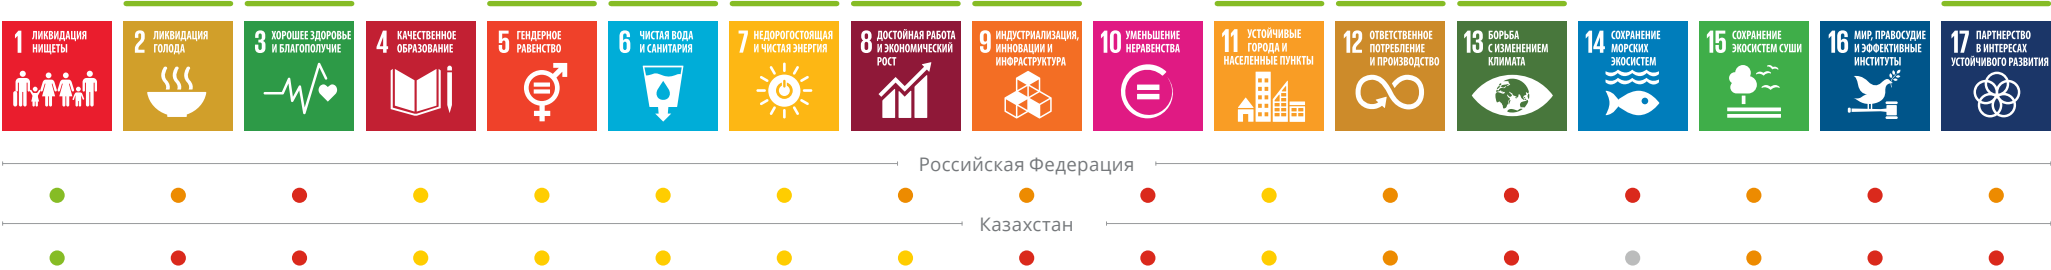 1 ЛИКВИДАЦИЯ
НИЩЕТЫ
2 ЛИКВИДАЦИЯ
ГОЛОДА
3 ХОРОШЕЕ ЗДОРОВЬЕ
И БЛАГОПОЛУЧИЕ
4 КАЧЕСТВЕННОЕ
ОБРАЗОВАНИЕ
5 ГЕНДЕРНОЕ
РАВЕНСТВО
6 ЧИСТАЯ ВОДА
И САНИТАРИЯ
7 НЕДОРОГОСТОЯЩАЯ
И ЧИСТАЯ ЭНЕРГИЯ
8 ДОСТОЙНАЯ РАБОТА
И ЭКОНОМИЧЕСКИЙ
РОСТ
9 ИНДУСТРИАЛИЗАЦИЯ,
ИННОВАЦИИ И
ИНФРАСТРУКТУРА
10 УМЕНЬШЕНИЕ
НЕРАВЕНСТВА
11 УСТОЙЧИВЫЕ
ГОРОДА И
НАСЕЛЕННЫЕ ПУНКТЫ
12 ОТВЕТСТВЕННОЕ
ПОТРЕБЛЕНИЕ
И ПРОИЗВОДСТВО
13 БОРЬБА
С ИЗМЕНЕНИЕМ
КЛИМАТА
14 СОХРАНЕНИЕ
МОРСКИХ
ЭКОСИСТЕМ
15 СОХРАНЕНИЕ
ЭКОСИСТЕМ СУШИ
16 МИР, ПРАВОСУДИЕ
И ЭФФЕКТИВНЫЕ
ИНСТИТУТЫ
17 ПАРТНЕРСТВО
В ИНТЕРЕСАХ
УСТОЙЧИВОГО РАЗВИТИЯ
Российская Федерация
Казахстан